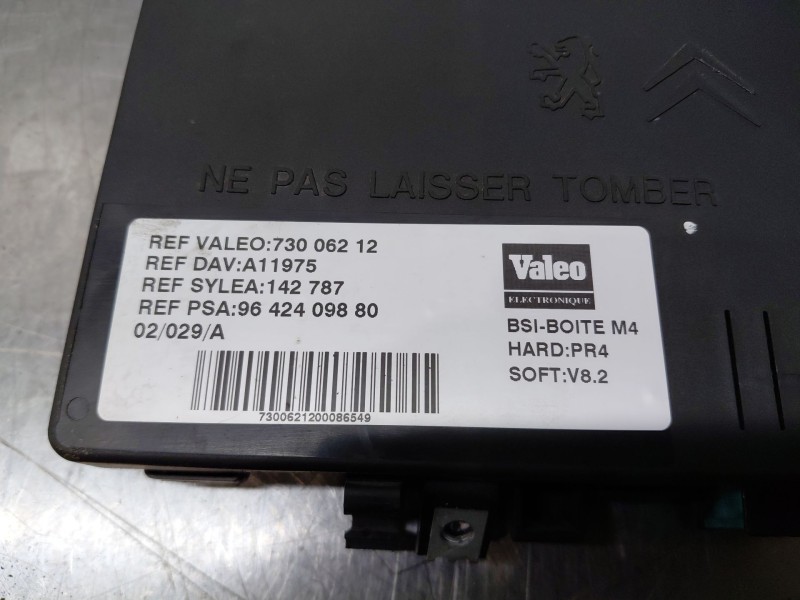 NE PAS LAISSER TOMBER
REF VALEO:730 062 12
REF DAV:A11975
REF SYLEA:142 787
REF PSA:96 424 098 80
02/029/A
7300621200086549
Valeo
ELECTRONIQUE
BSI-BOITE M4
HARD:PR4
SOFT:V8.2